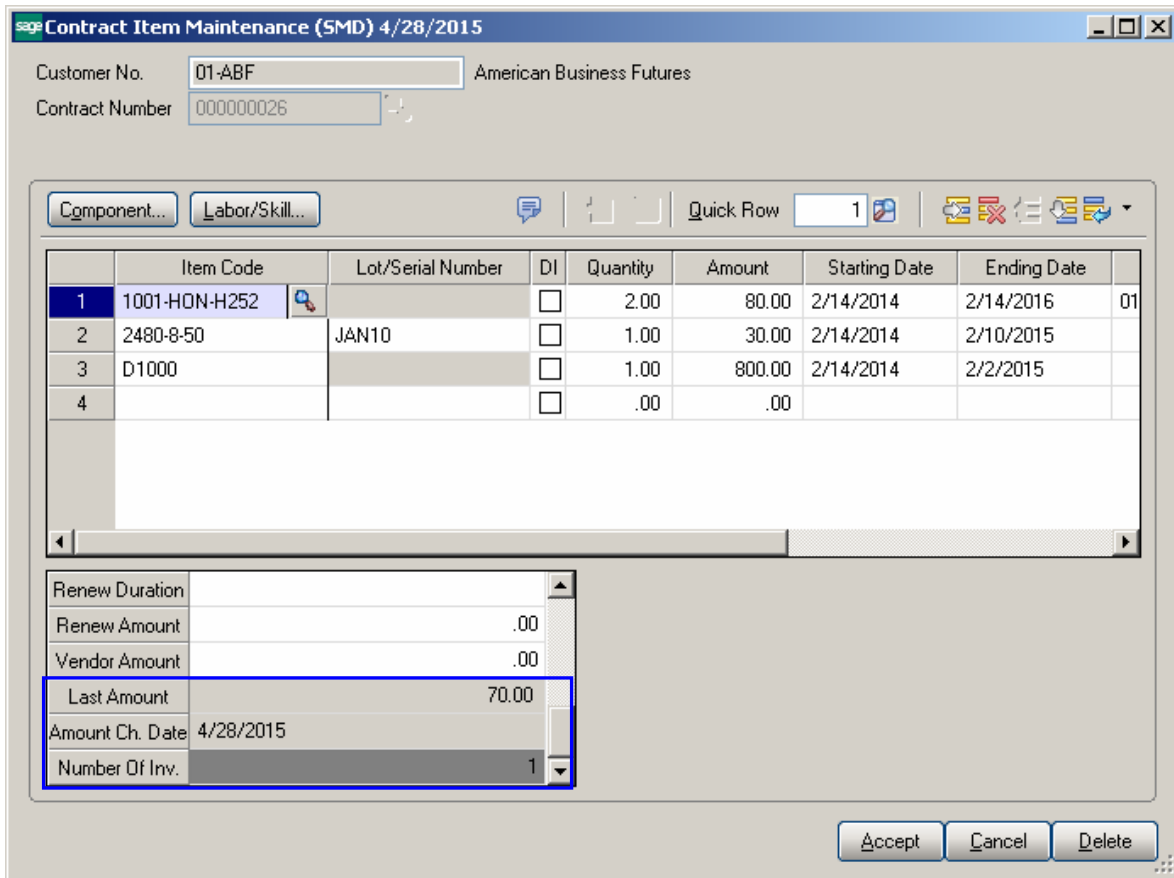 sage Contract Item Maintenance (SMD) 4/28/2015
Customer No. 01-ABF American Business Futures
Contract Number 000000026
Component... Labor/Skill... Quick Row 1
Item Code Lot/Serial Number DI Quantity Amount Starting Date Ending Date
1 1001-HON-H252 2.00 80.00 2/14/2014 2/14/2016 01
2 2480-8-50 JAN10 1.00 30.00 2/14/2014 2/10/2015
3 D1000 1.00 800.00 2/14/2014 2/2/2015
4 .00 .00
Renew Duration
Renew Amount .00
Vendor Amount .00
Last Amount 70.00
Amount Ch. Date 4/28/2015
Number Of Inv. 1
Accept Cancel Delete